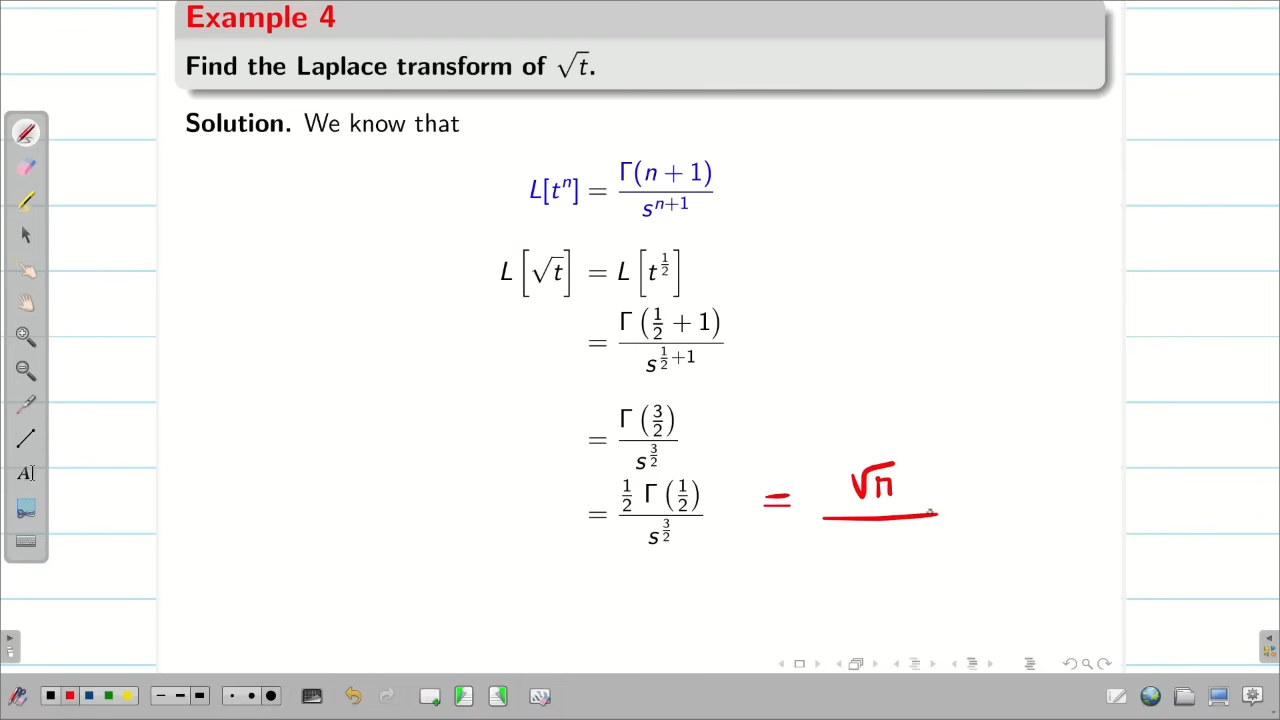 Example 4
Find the Laplace transform of √t.
Solution. We know that
L[tⁿ] = Γ(n + 1) / sⁿ⁺¹
L[√t] = L[t^(1/2)]
= Γ(1/2 + 1) / s^(1/2 + 1)
= Γ(3/2) / s^(3/2)
= 1/2 Γ(1/2) / s^(3/2) = √π
AI